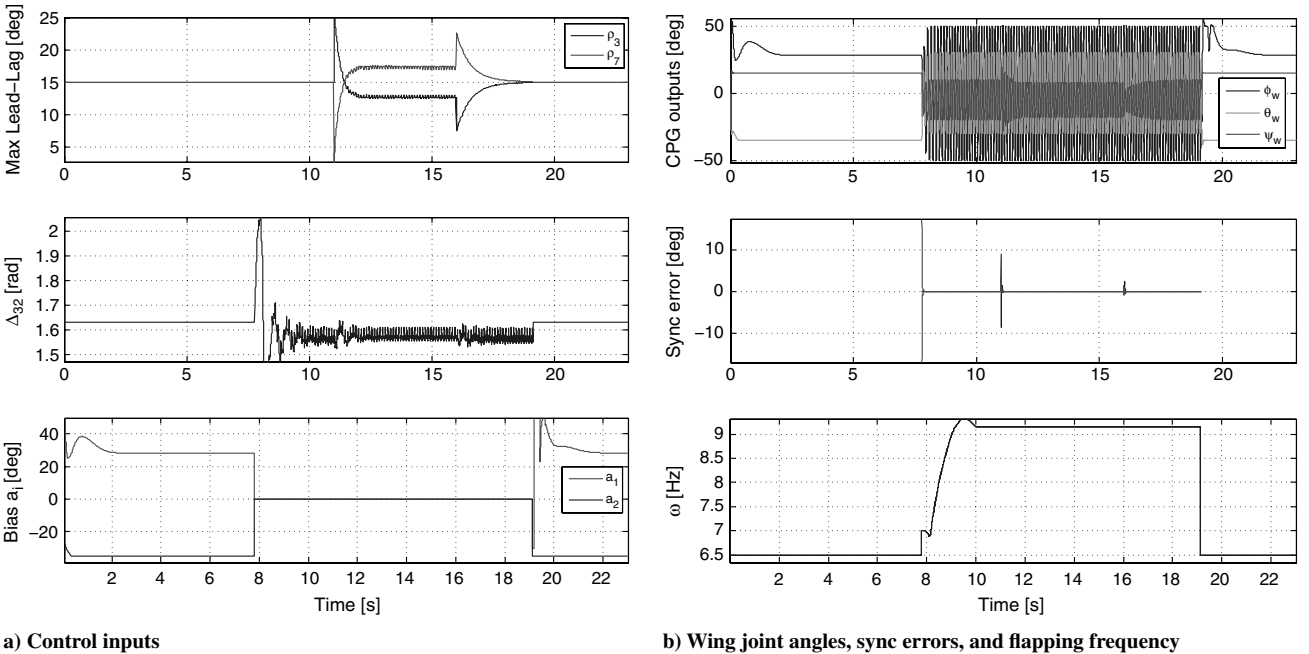 Max Lead–Lag [deg]
25
20
15
10
5
0 5 10 15 20
ρ3
ρ7
Δ32 [rad]
2
1.9
1.8
1.7
1.6
1.5
0 5 10 15 20
Bias ai [deg]
40
20
0
−20
2 4 6 8 10 12 14 16 18 20 22
a1
a2
Time [s]
a) Control inputs
CPG outputs [deg]
50
0
−50
0 5 10 15 20
ϕw
θw
ψw
Sync error [deg]
10
0
−10
0 5 10 15 20
ω [Hz]
9
8.5
8
7.5
7
6.5
2 4 6 8 10 12 14 16 18 20 22
Time [s]
b) Wing joint angles, sync errors, and flapping frequency